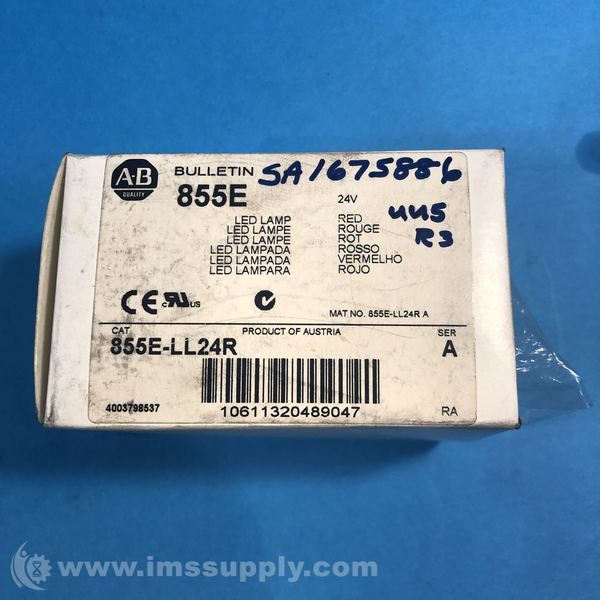 A-B
QUALITY
BULLETIN
855E
SA1675886
24V
UU5
R3
LED LAMP RED
LED LAMPE ROUGE
LED LAMPE ROT
LED LAMPADA ROSSO
LED LAMPADA VERMELHO
LED LAMPARA ROJO
CE c US
MAT NO. 855E-LL24R A
CAT PRODUCT OF AUSTRIA SER
855E-LL24R A
4003798537 10611320489047 RA
www.imssupply.com